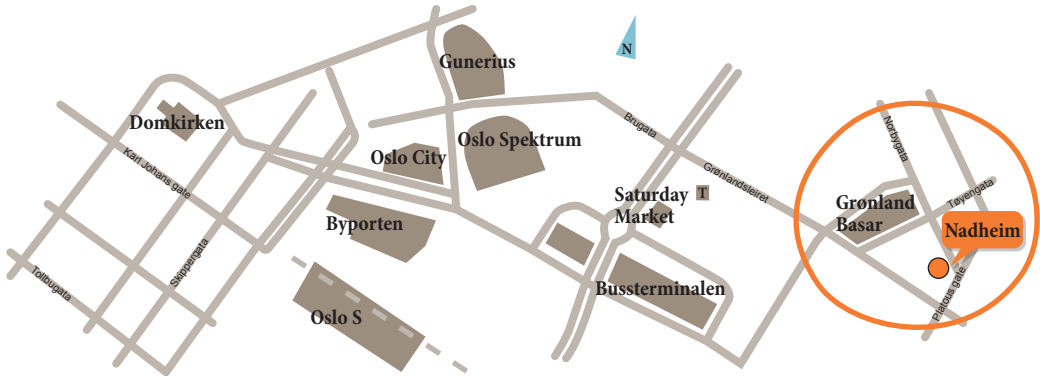 N
Gunerius
Domkirken
Oslo City
Oslo Spektrum
Brugata
Norbygata
Karl Johans gate
Grønlandsleiret
T
Saturday
Market
Grønland
Basar
Tøyengata
Byporten
Nadheim
Skippergata
Tollbugata
Oslo S
Bussterminalen
Platous gate